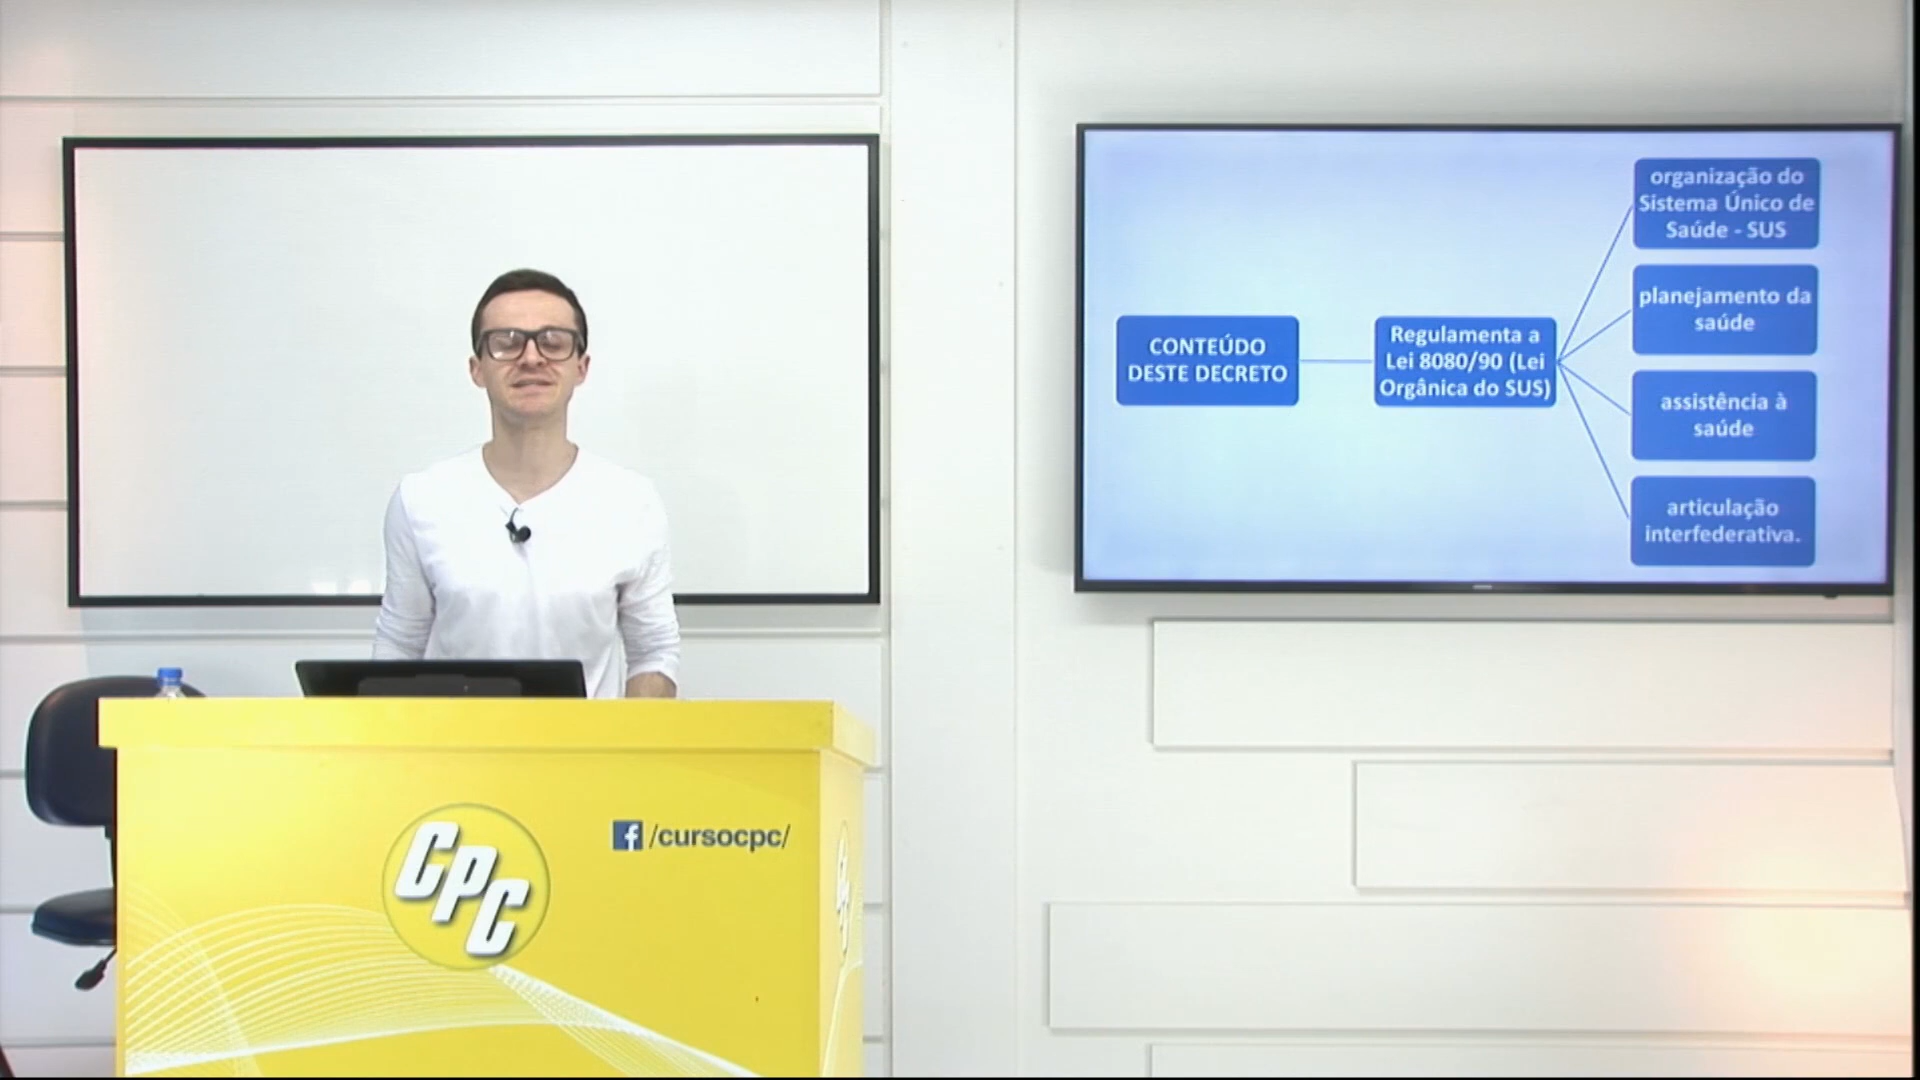 organização do
Sistema Único de
Saúde - SUS
planejamento da
saúde
CONTEÚDO
DESTE DECRETO
Regulamenta a
Lei 8080/90 (Lei
Orgânica do SUS)
assistência à
saúde
articulação
interfederativa.
CPC
f /cursocpc/